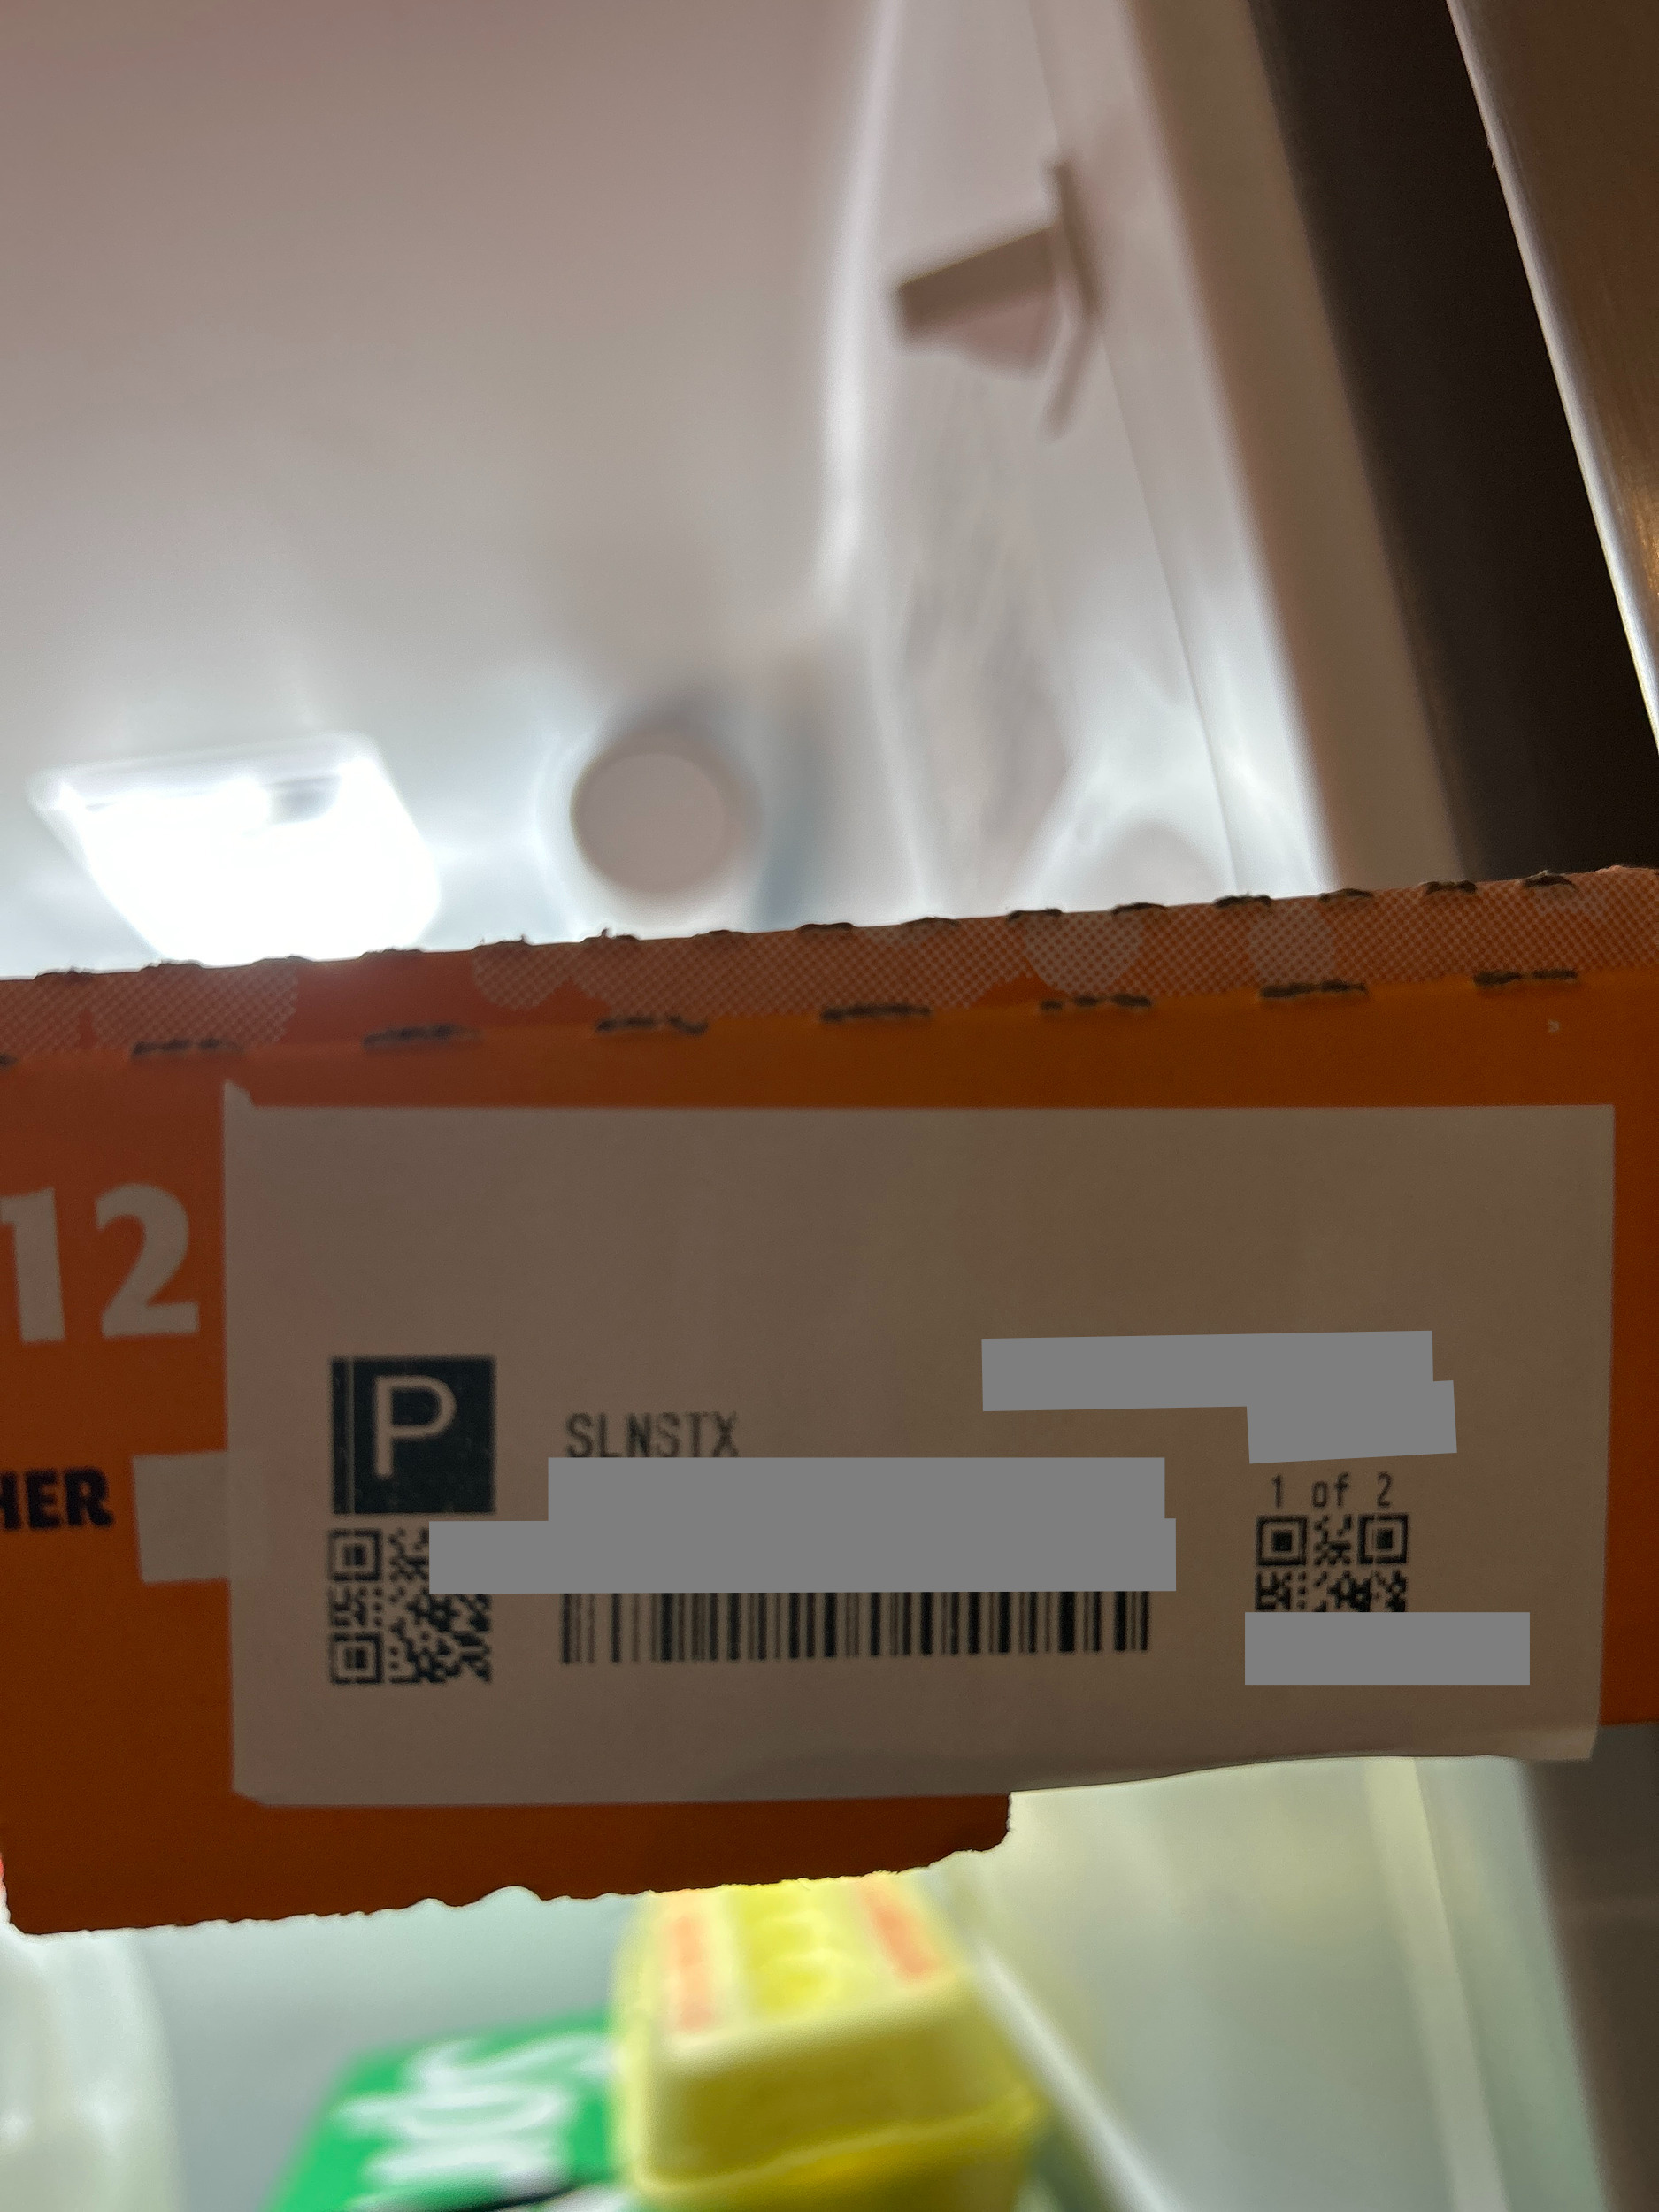 12
HER
P
SLNSTX
1 of 2